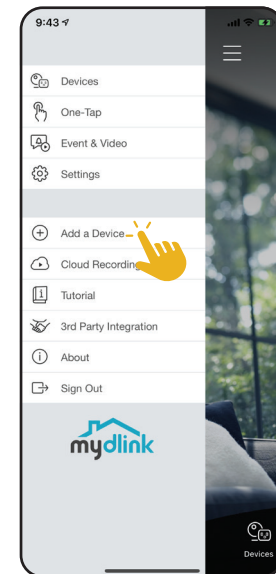 9:43
Devices
One-Tap
Event & Video
Settings
Add a Device
Cloud Recording
Tutorial
3rd Party Integration
About
Sign Out
mydlink
Devices